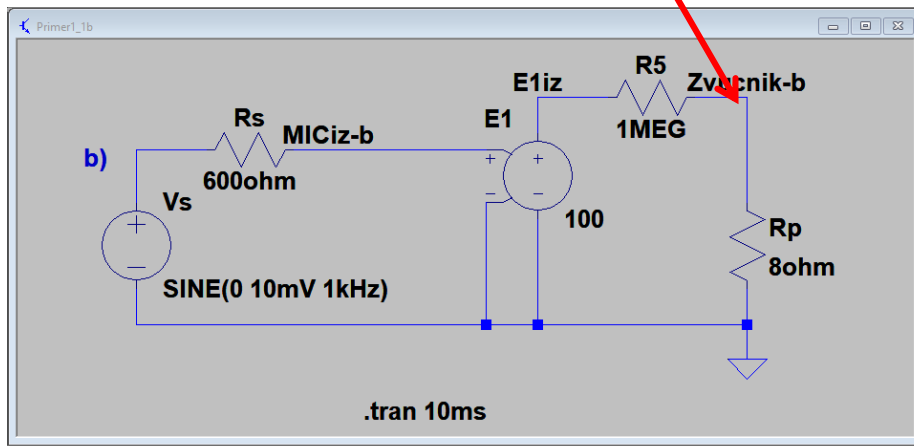 Primer1_1b
R5
E1iz
Zvucnik-b
E1
Rs
MICiz-b
1MEG
b)
+
+
600ohm
Vs
−
−
100
+
Rp
−
8ohm
SINE(0 10mV 1kHz)
.tran 10ms